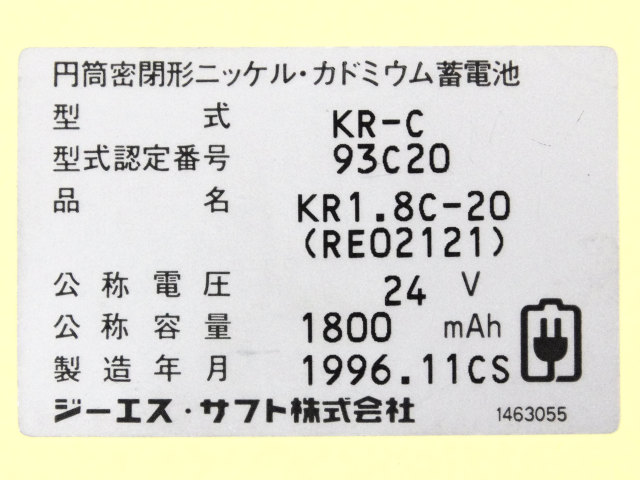 円筒密閉形ニッケル・カドミウム蓄電池
型式 KR-C
型式認定番号 93C20
品名 KR1.8C-20
(RE02121)
公称電圧 24 V
公称容量 1800 mAh
製造年月 1996.11CS
ジーエス・サフト株式会社 1463055